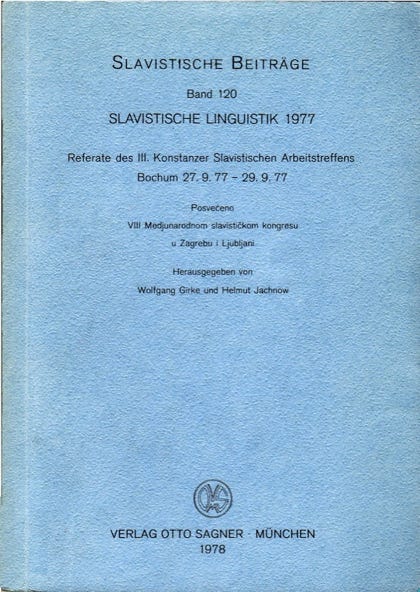 SLAVISTISCHE BEITRÄGE
Band 120
SLAVISTISCHE LINGUISTIK 1977
Referate des III. Konstanzer Slavistischen Arbeitstreffens
Bochum 27. 9. 77 – 29. 9. 77
Posvećeno
VIII Medjunarodnom slavističkom kongresu
u Zagrebu i Ljubljani
Herausgegeben von
Wolfgang Girke und Helmut Jachnow
VERLAG OTTO SAGNER · MÜNCHEN
1978